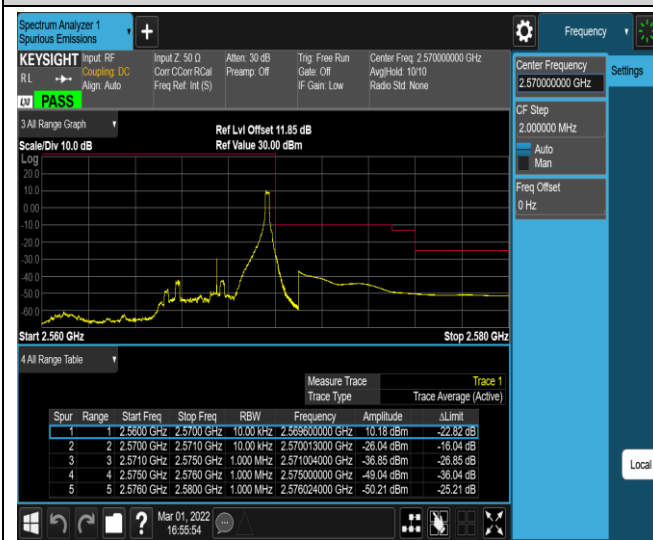 Spectrum Analyzer 1
Spurious Emissions
Frequency
KEYSIGHT
RL
Input: RF
Coupling: DC
Align: Auto
Input Z: 50 Ω
Corr CCorr RCal
Freq Ref: Int (S)
Atten: 30 dB
Preamp: Off
Trig: Free Run
Gate: Off
IF Gain: Low
Center Freq: 2.570000000 GHz
Avg|Hold: 10/10
Radio Std: None
LXI
PASS
Center Frequency
2.570000000 GHz
Settings
CF Step
2.000000 MHz
Auto
Man
Freq Offset
0 Hz
3 All Range Graph
Scale/Div 10.0 dB
Ref Lvl Offset 11.85 dB
Ref Value 30.00 dBm
Log
20.0
10.0
0.00
-10.0
-20.0
-30.0
-40.0
-50.0
-60.0
Start 2.560 GHz
Stop 2.580 GHz
4 All Range Table
Measure Trace Trace 1
Trace Type Trace Average (Active)
Spur Range Start Freq Stop Freq RBW Frequency Amplitude ΔLimit
1 1 2.5600 GHz 2.5700 GHz 10.00 kHz 2.569600000 GHz 10.18 dBm -22.82 dB
2 2 2.5700 GHz 2.5710 GHz 10.00 kHz 2.570013000 GHz -26.04 dBm -16.04 dB
3 3 2.5710 GHz 2.5750 GHz 1.000 MHz 2.571004000 GHz -36.85 dBm -26.85 dB
4 4 2.5750 GHz 2.5760 GHz 1.000 MHz 2.575000000 GHz -49.04 dBm -36.04 dB
5 5 2.5760 GHz 2.5800 GHz 1.000 MHz 2.576024000 GHz -50.21 dBm -25.21 dB
Local
Mar 01, 2022
16:55:54